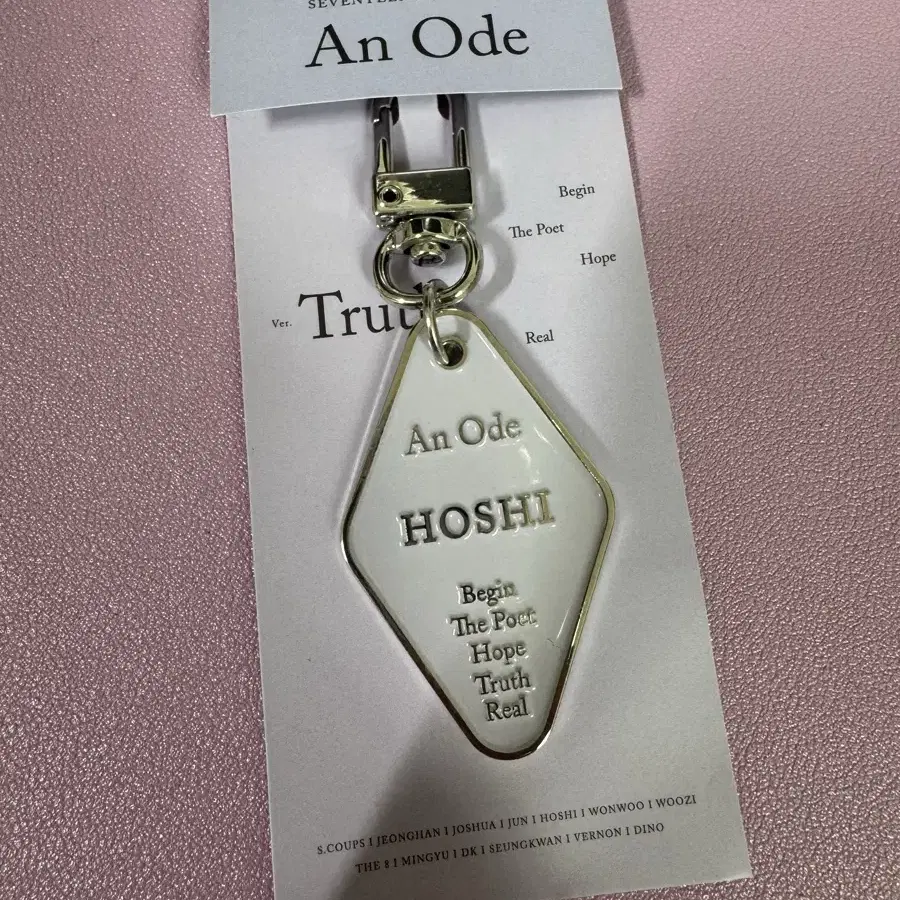 An Ode
Begin
The Poet
Hope
Ver.
Real
An Ode
HOSHI
Begin
The Poet
Hope
Truth
Real
S.COUPS I JEONGHAN I JOSHUA I JUN I HOSHI I WONWOO I WOOZI
THE 8 I MINGYU I DK I SEUNGKWAN I VERNON I DINO